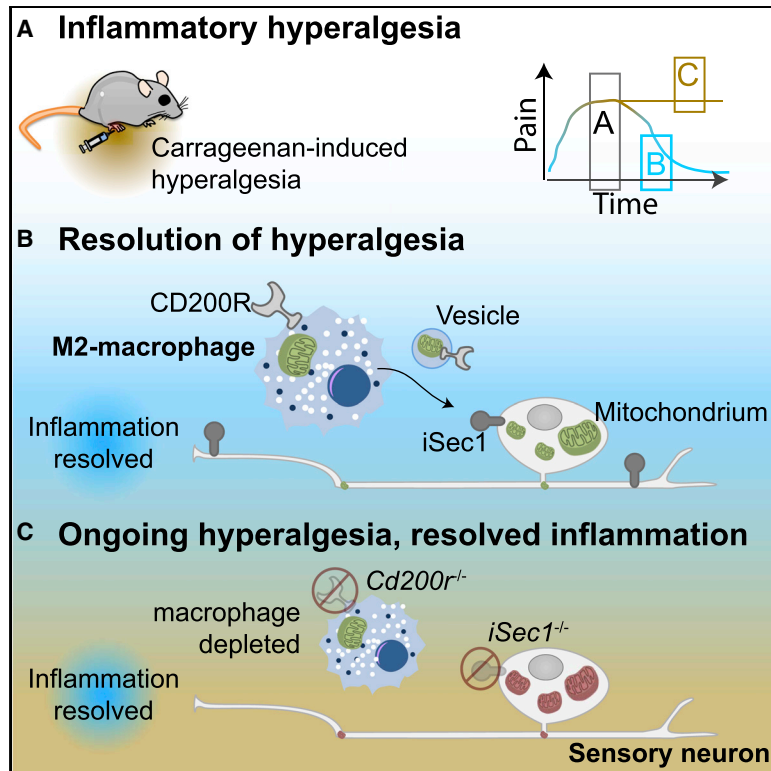 A Inflammatory hyperalgesia
Carrageenan-induced
hyperalgesia
Pain
A
C
B
Time
B Resolution of hyperalgesia
CD200R
Vesicle
M2-macrophage
Mitochondrium
iSec1
Inflammation
resolved
C Ongoing hyperalgesia, resolved inflammation
Cd200r-/-
macrophage
depleted
iSec1-/-
Inflammation
resolved
Sensory neuron